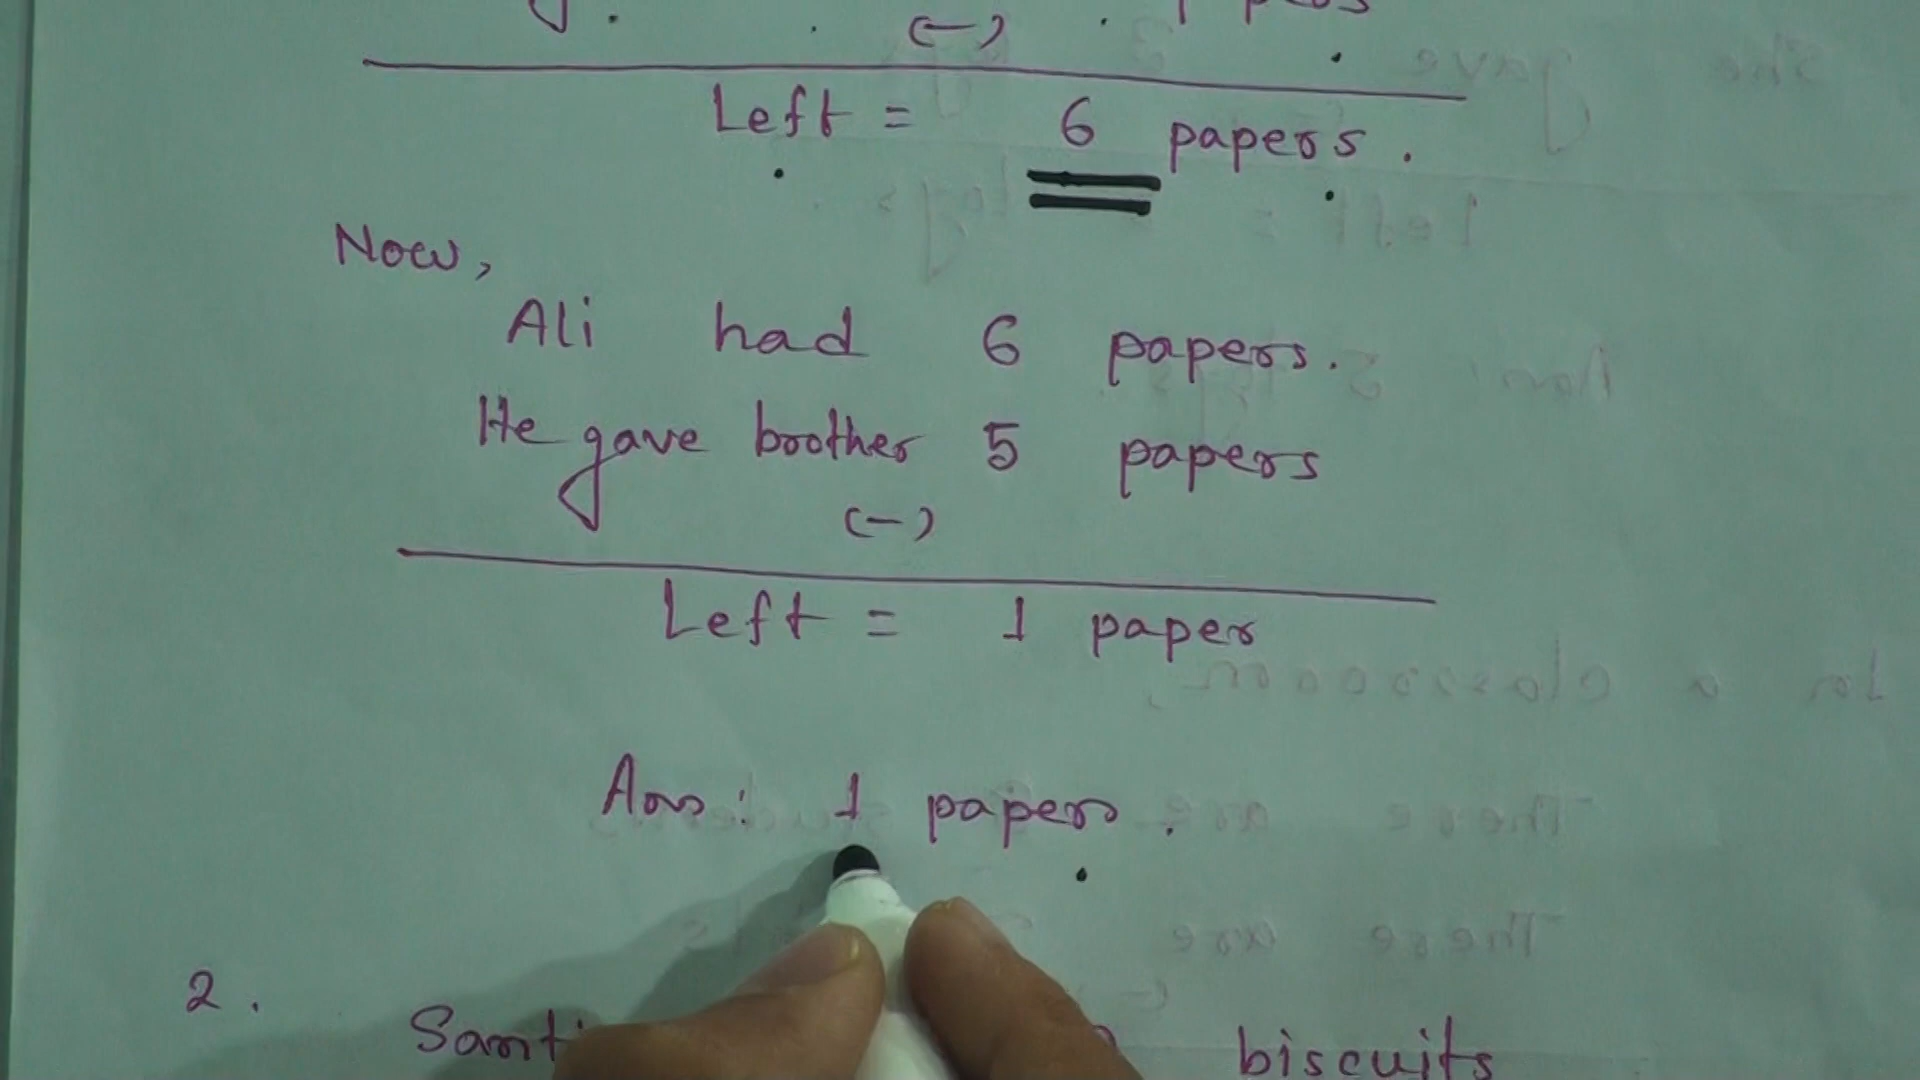 (-)
Left = 6 papers.
Now,
Ali had 6 papers.
He gave brother 5 papers
(-)
Left = 1 paper
Ans: 1 papers.
2.
biscuits